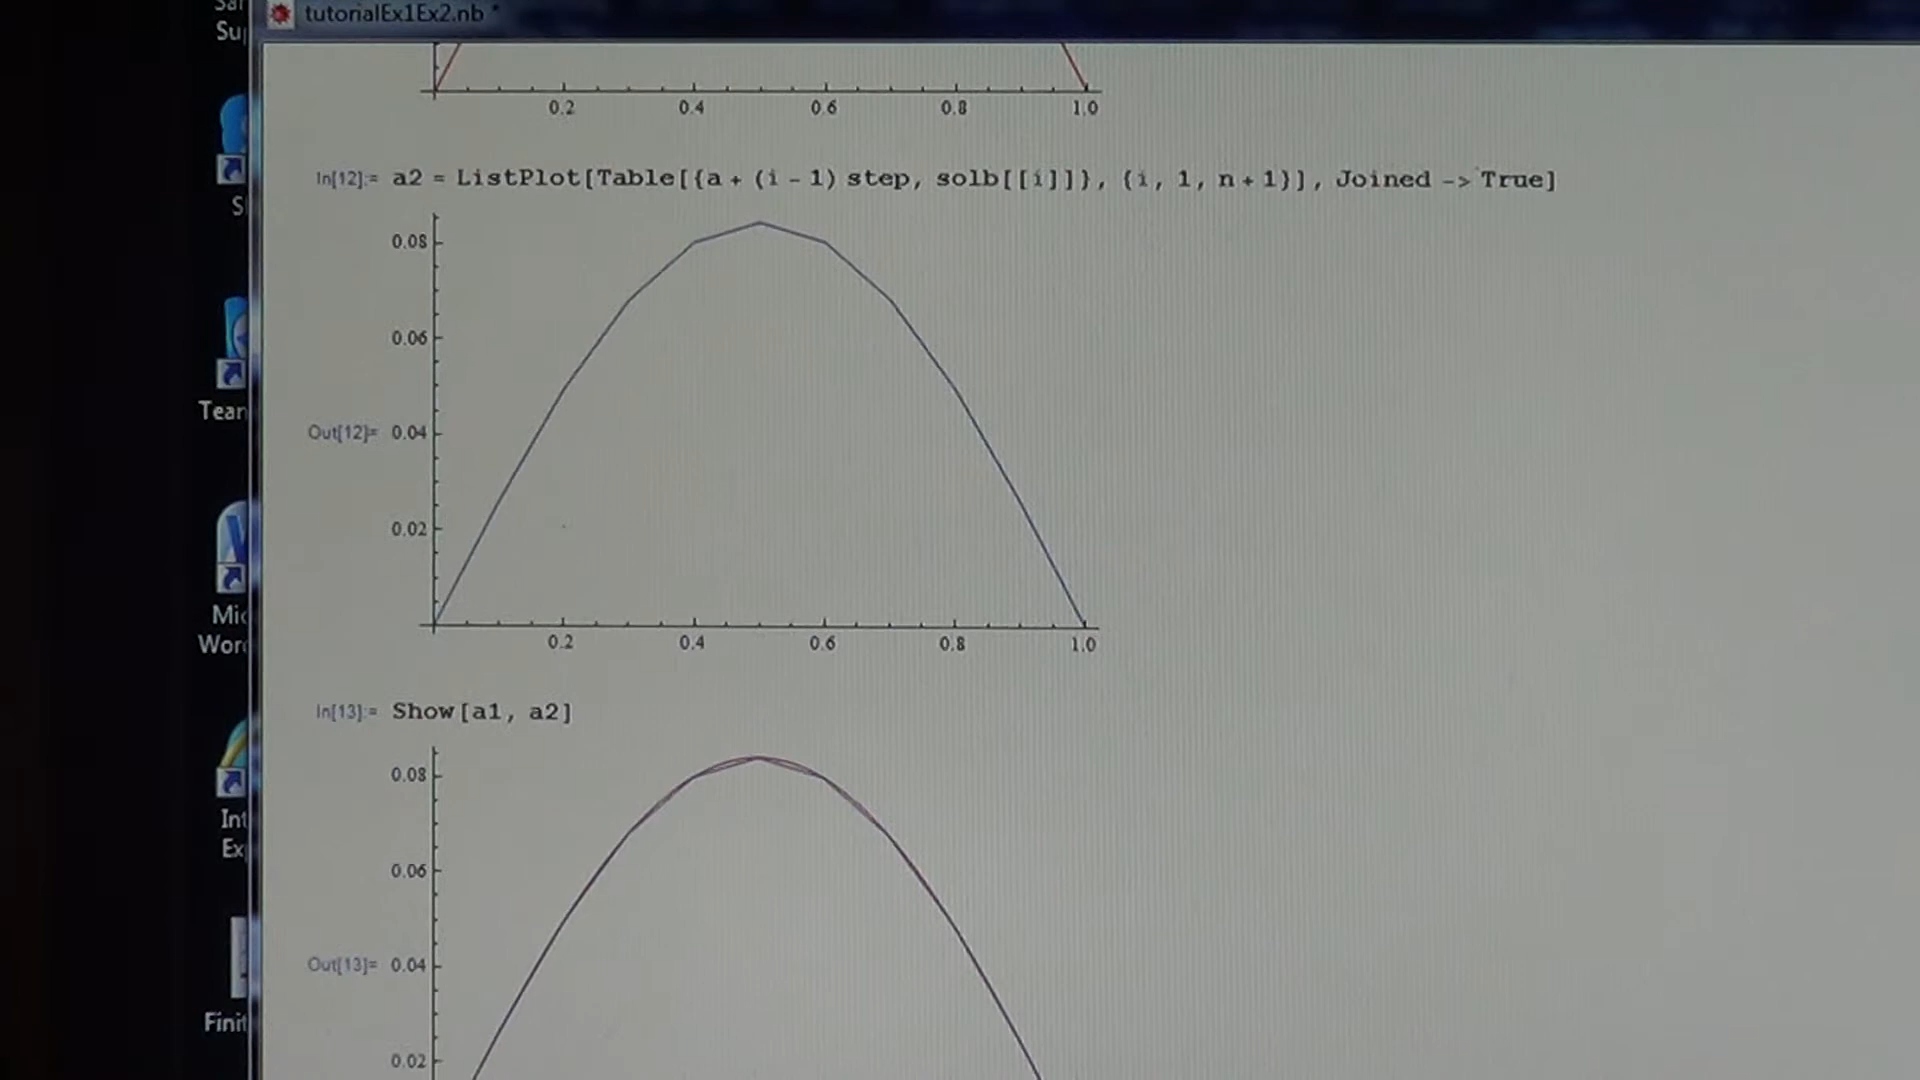 tutorialEx1Ex2.nb *
0.2 0.4 0.6 0.8 1.0
In[12]:= a2 = ListPlot[Table[{a + (i - 1) step, solb[[i]]}, {i, 1, n + 1}], Joined -> True]
0.08
0.06
Out[12]= 0.04
0.02
0.2 0.4 0.6 0.8 1.0
In[13]:= Show[a1, a2]
0.08
0.06
Out[13]= 0.04
0.02
Su
S
Tear
Mic
Word
Int
Ex
Finit